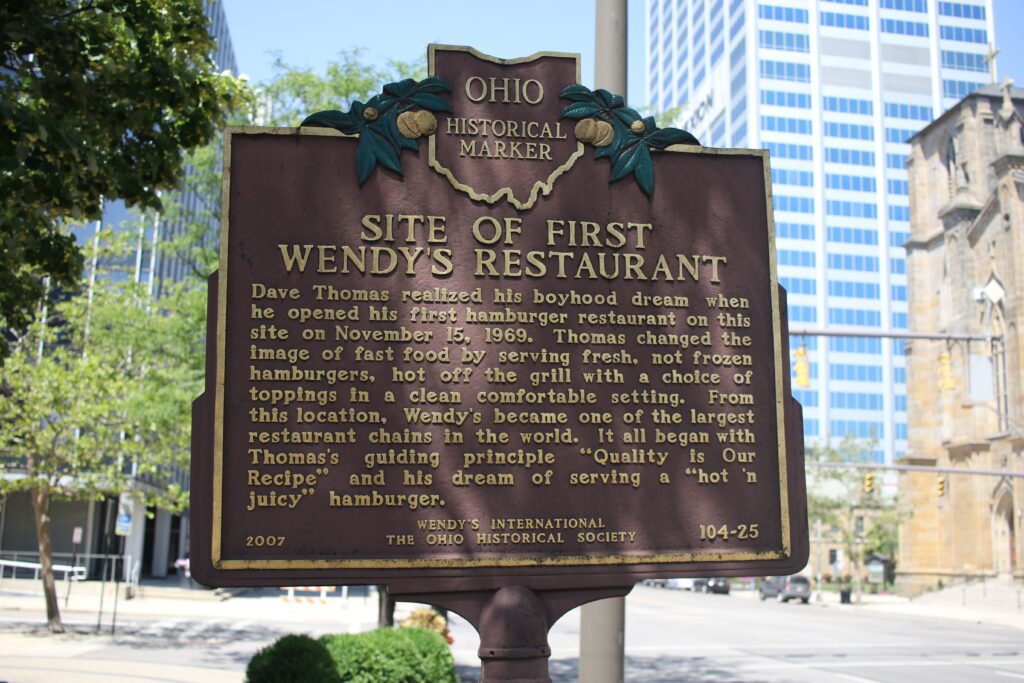 OHIO
HISTORICAL
MARKER
SITE OF FIRST
WENDY'S RESTAURANT
Dave Thomas realized his boyhood dream when
he opened his first hamburger restaurant on this
site on November 15, 1969. Thomas changed the
image of fast food by serving fresh, not frozen
hamburgers, hot off the grill with a choice of
toppings in a clean comfortable setting. From
this location, Wendy's became one of the largest
restaurant chains in the world. It all began with
Thomas's guiding principle "Quality is Our
Recipe" and his dream of serving a "hot 'n
juicy" hamburger.
WENDY'S INTERNATIONAL
2007 THE OHIO HISTORICAL SOCIETY 104-25